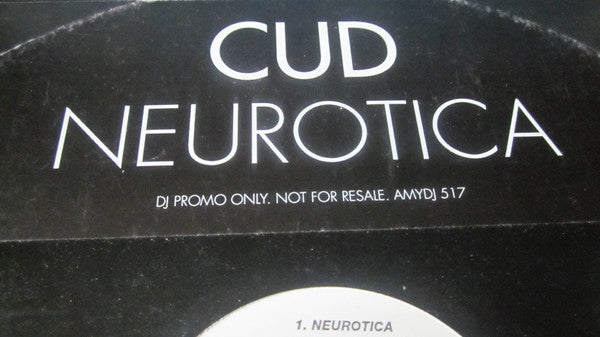 CUD
NEUROTICA
DJ PROMO ONLY. NOT FOR RESALE. AMYDJ 517
1. NEUROTICA